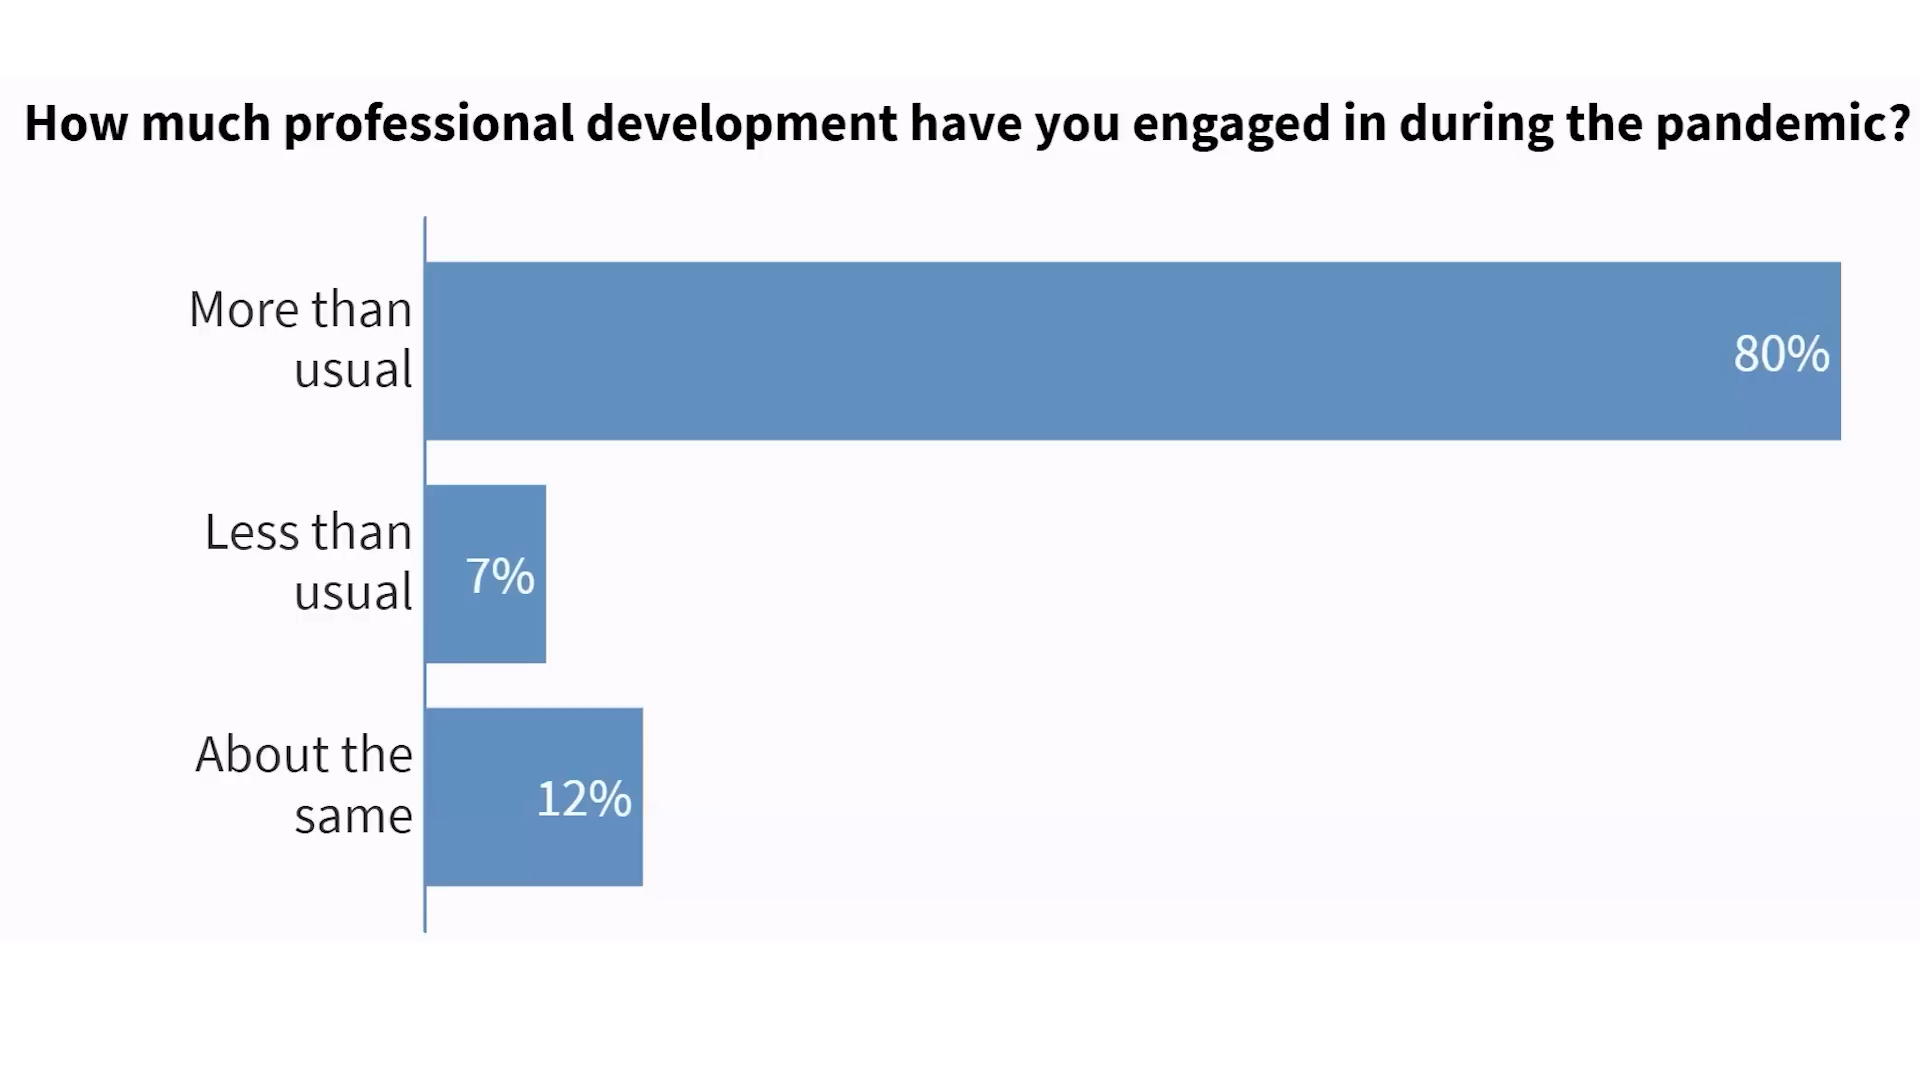 How much professional development have you engaged in during the pandemic?
More than
usual
80%
Less than
usual
7%
About the
same
12%